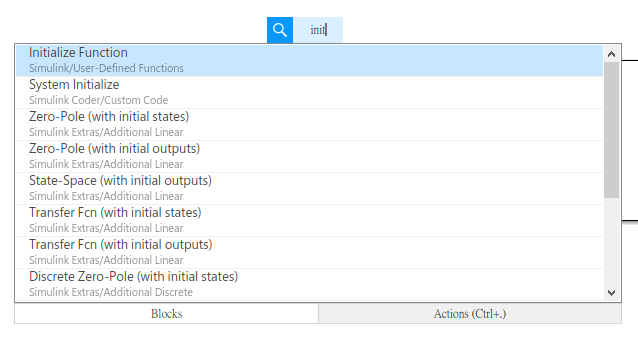 init
Initialize Function
Simulink/User-Defined Functions
System Initialize
Simulink Coder/Custom Code
Zero-Pole (with initial states)
Simulink Extras/Additional Linear
Zero-Pole (with initial outputs)
Simulink Extras/Additional Linear
State-Space (with initial outputs)
Simulink Extras/Additional Linear
Transfer Fcn (with initial states)
Simulink Extras/Additional Linear
Transfer Fcn (with initial outputs)
Simulink Extras/Additional Linear
Discrete Zero-Pole (with initial states)
Simulink Extras/Additional Discrete
Blocks Actions (Ctrl+.)